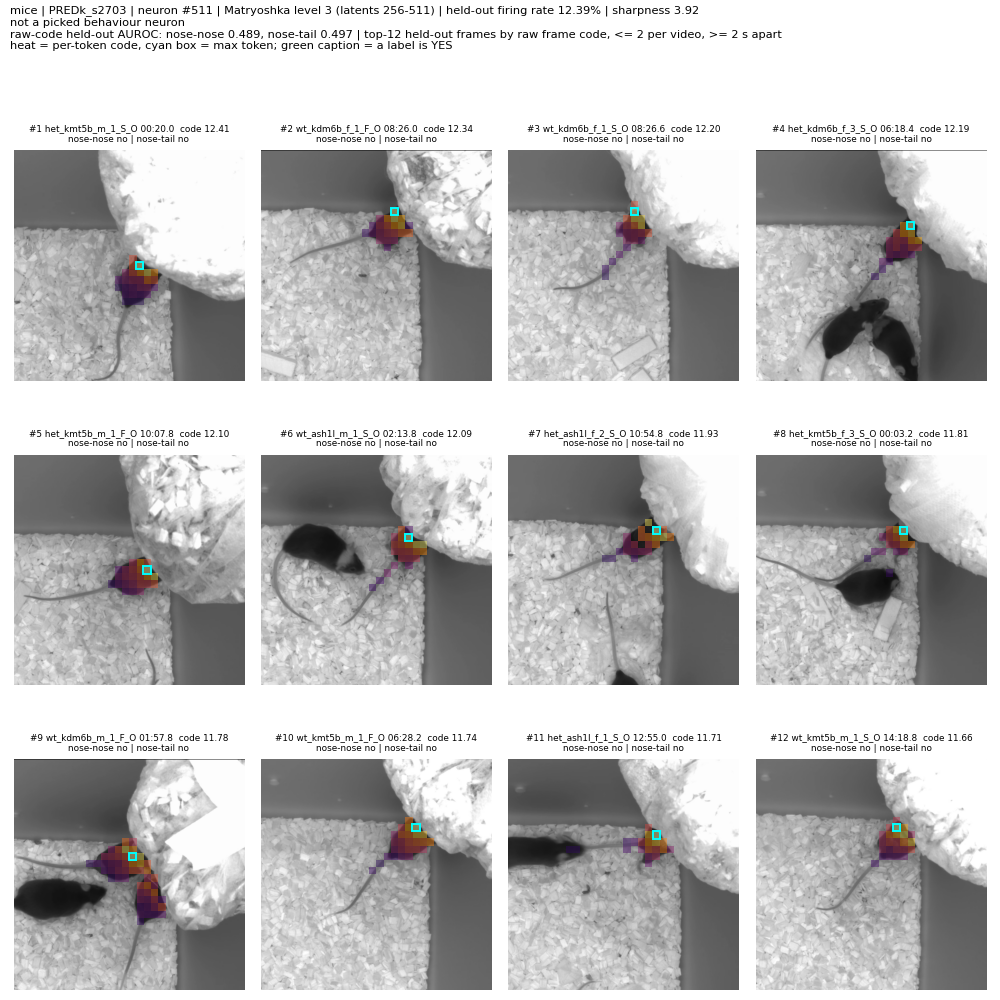 mice | PREDk_s2703 | neuron #511 | Matryoshka level 3 (latents 256-511) | held-out firing rate 12.39% | sharpness 3.92
not a picked behaviour neuron
raw-code held-out AUROC: nose-nose 0.489, nose-tail 0.497 | top-12 held-out frames by raw frame code, <= 2 per video, >= 2 s apart
heat = per-token code, cyan box = max token; green caption = a label is YES
#1 het_kmt5b_m_1_S_O 00:20.0 code 12.41
nose-nose no | nose-tail no
#2 wt_kdm6b_f_1_F_O 08:26.0 code 12.34
nose-nose no | nose-tail no
#3 wt_kdm6b_f_1_S_O 08:26.6 code 12.20
nose-nose no | nose-tail no
#4 het_kdm6b_f_3_S_O 06:18.4 code 12.19
nose-nose no | nose-tail no
#5 het_kmt5b_m_1_F_O 10:07.8 code 12.10
nose-nose no | nose-tail no
#6 wt_ash1l_m_1_S_O 02:13.8 code 12.09
nose-nose no | nose-tail no
#7 het_ash1l_f_2_S_O 10:54.8 code 11.93
nose-nose no | nose-tail no
#8 het_kmt5b_f_3_S_O 00:03.2 code 11.81
nose-nose no | nose-tail no
#9 wt_kdm6b_m_1_F_O 01:57.8 code 11.78
nose-nose no | nose-tail no
#10 wt_kmt5b_m_1_F_O 06:28.2 code 11.74
nose-nose no | nose-tail no
#11 het_ash1l_f_1_S_O 12:55.0 code 11.71
nose-nose no | nose-tail no
#12 wt_kmt5b_m_1_S_O 14:18.8 code 11.66
nose-nose no | nose-tail no